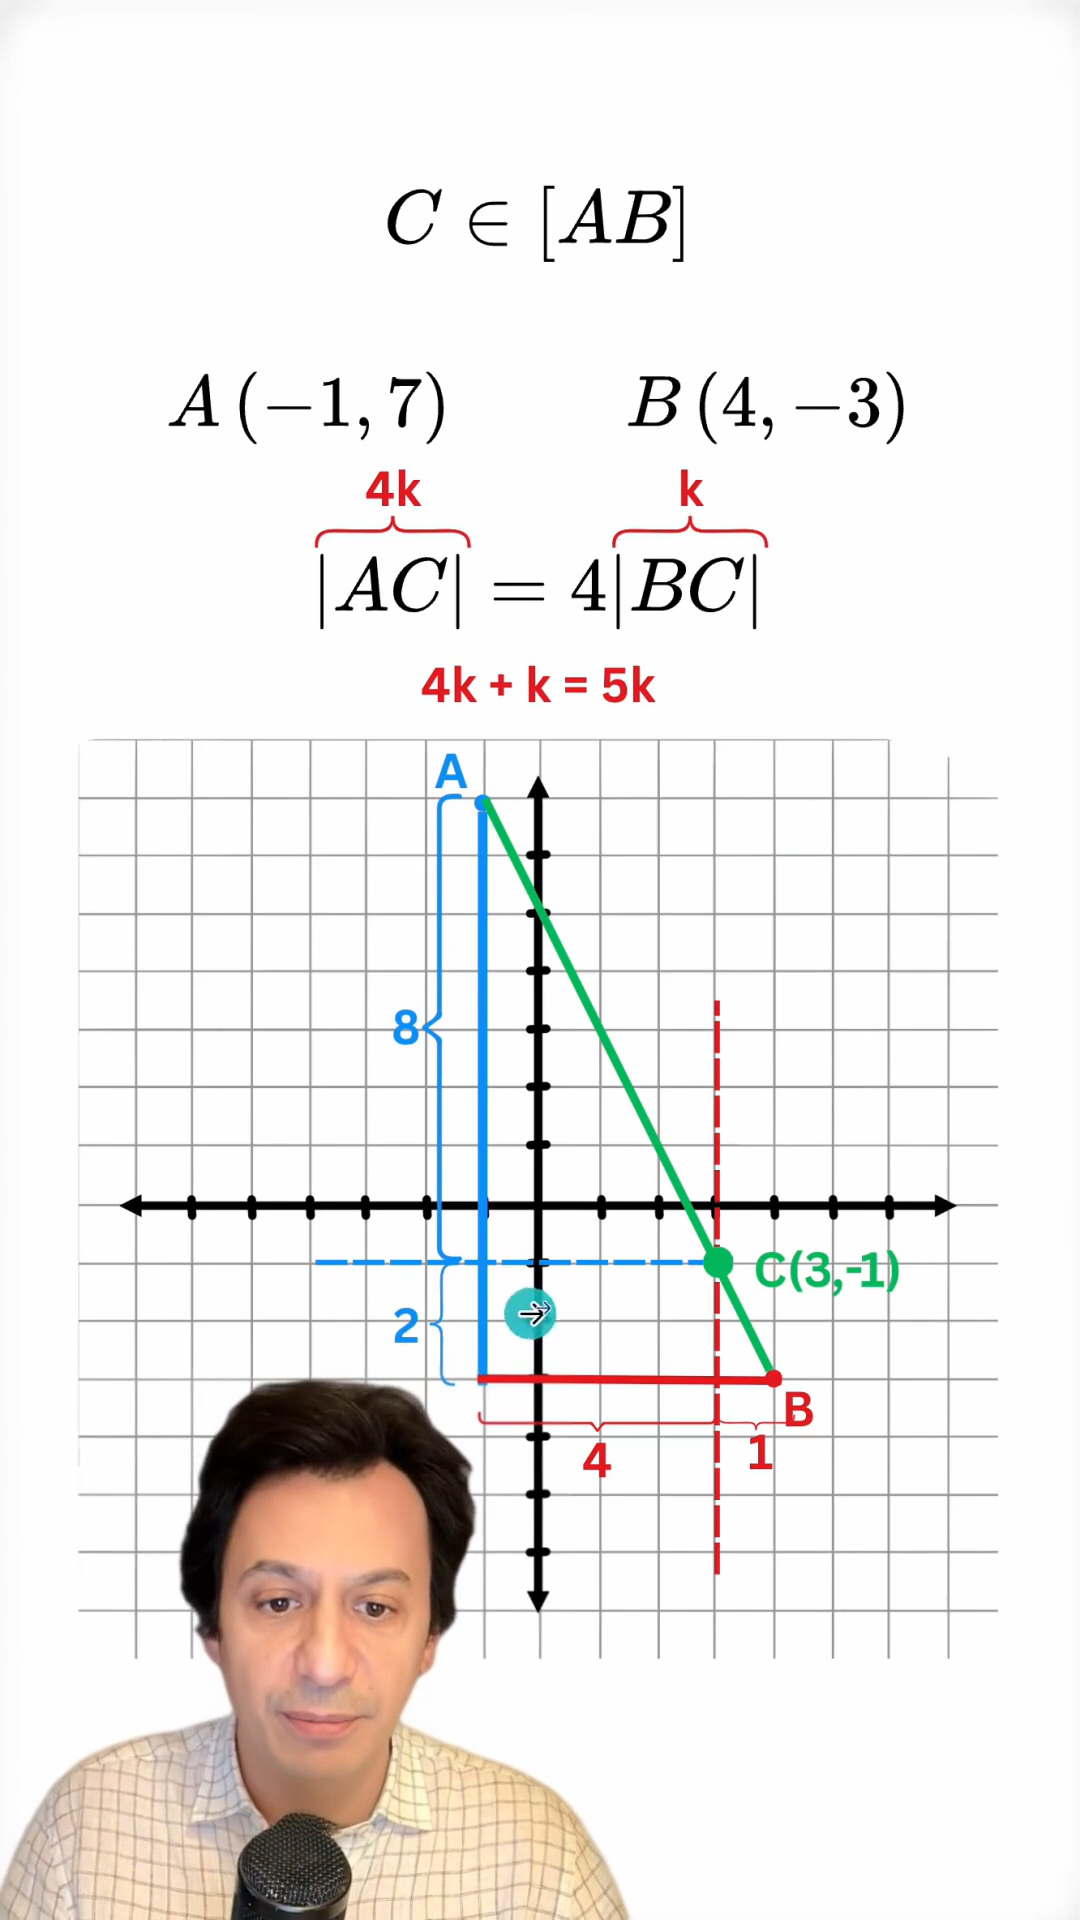 C ∈ [AB]
A (−1, 7) B (4, −3)
4k k
|AC| = 4|BC|
4k + k = 5k
A
8
C(3,-1)
2
B
4 1